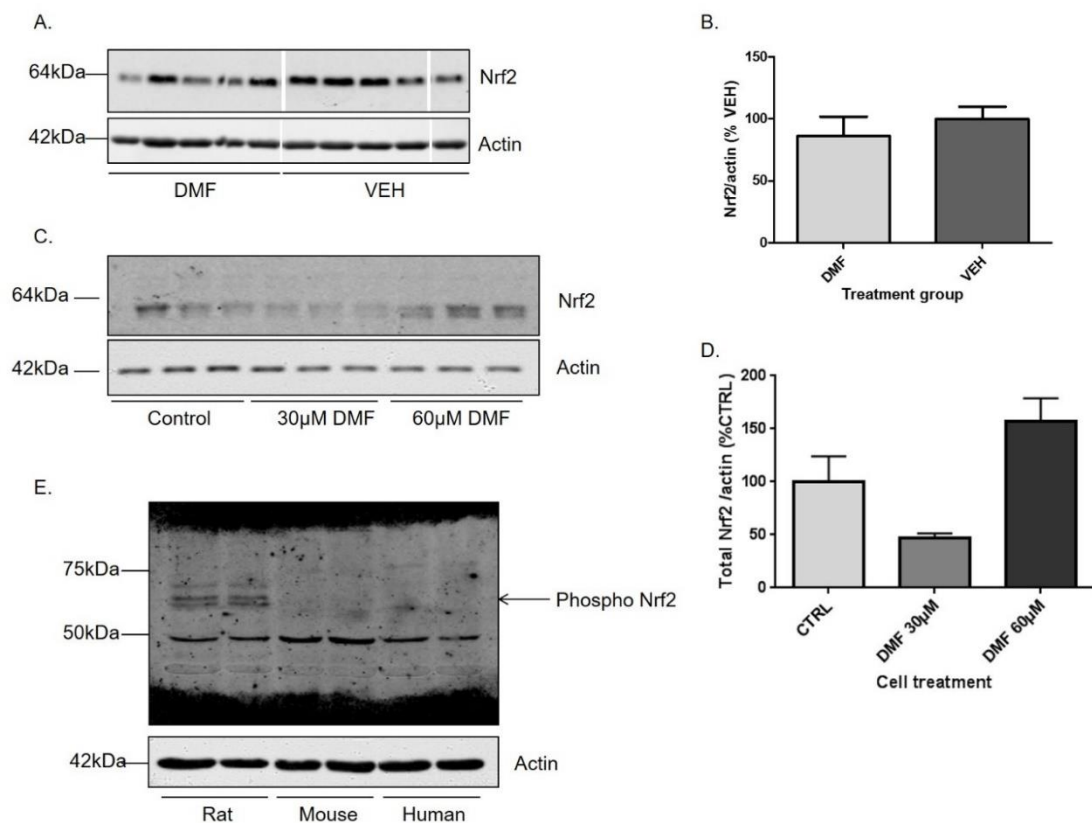 A.
64kDa
Nrf2
42kDa
Actin
DMF VEH
B.
150
100
50
0
Nrf2/actin (% VEH)
DMF
VEH
Treatment group
C.
64kDa
Nrf2
42kDa
Actin
Control 30µM DMF 60µM DMF
D.
200
150
100
50
0
Total Nrf2 /actin (%CTRL)
CTRL
DMF 30µM
DMF 60µM
Cell treatment
E.
75kDa
Phospho Nrf2
50kDa
42kDa
Actin
Rat Mouse Human